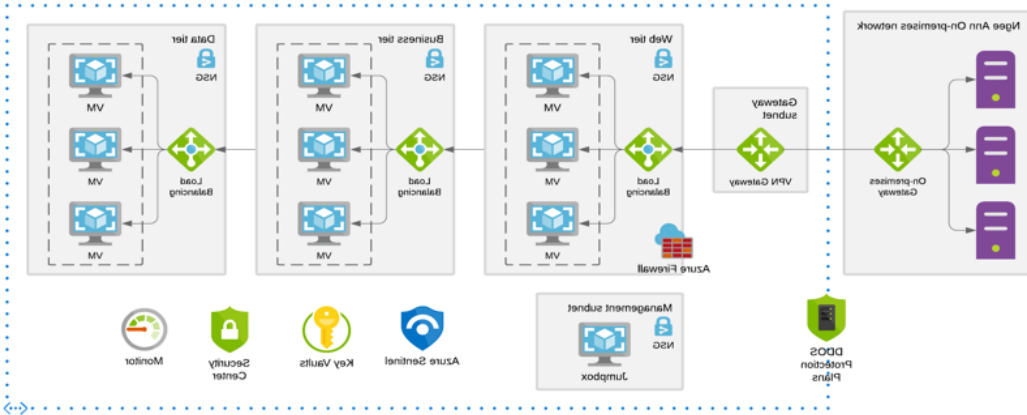 Ngee Ann On-premises network
On-premises
Gateway
Gateway
subnet
VPN Gateway
Web tier
NSG
VM
VM
VM
Load
Balancing
Azure Firewall
Business tier
NSG
VM
VM
VM
Load
Balancing
Data tier
NSG
VM
VM
VM
Load
Balancing
DDOS
Protection
Plans
Management subnet
NSG
Jumpbox
Azure Sentinel
Key Vaults
Security
Center
Monitor